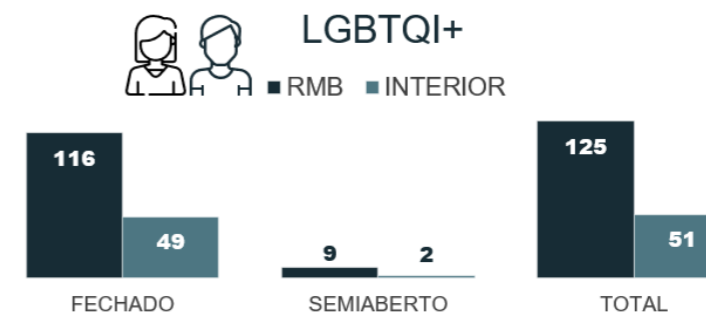 LGBTQI+
RMB INTERIOR
116 49 9 2 125 51
FECHADO SEMIABERTO TOTAL